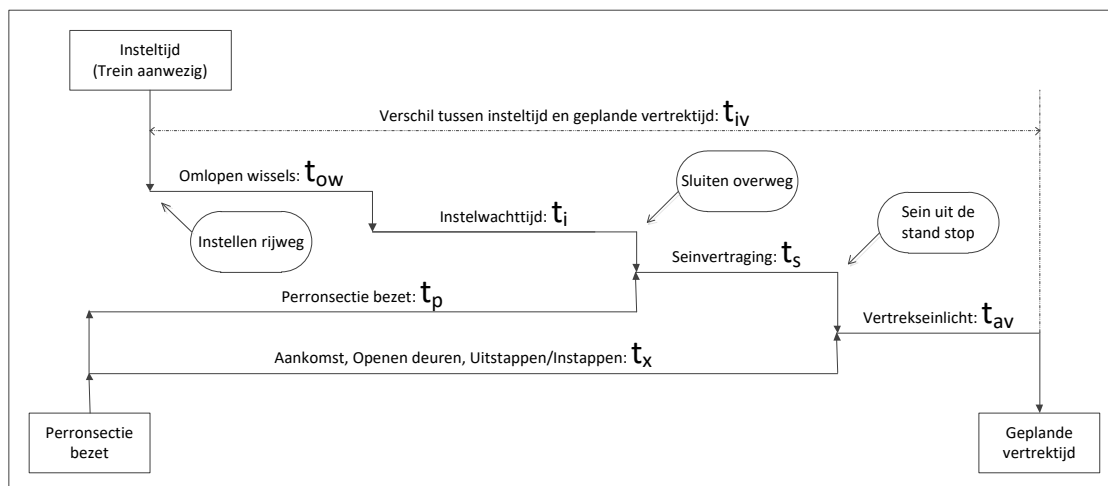 Insteltijd
(Trein aanwezig)
Verschil tussen insteltijd en geplande vertrektijd: tiv
Omlopen wissels: tow
Sluiten overweg
Instelwachttijd: ti
Sein uit de
stand stop
Instellen rijweg
Seinvertraging: ts
Perronsectie bezet: tp
Vertrekseinlicht: tav
Aankomst, Openen deuren, Uitstappen/Instappen: tx
Perronsectie
bezet
Geplande
vertrektijd